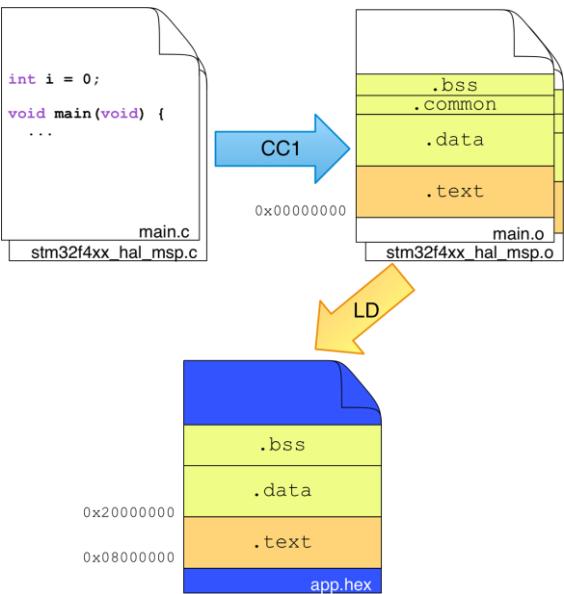 int i = 0;
void main(void) {
...
main.c
stm32f4xx_hal_msp.c
CC1
.bss
.common
.data
.text
0x00000000
main.o
stm32f4xx_hal_msp.o
LD
.bss
.data
0x20000000
.text
0x08000000
app.hex